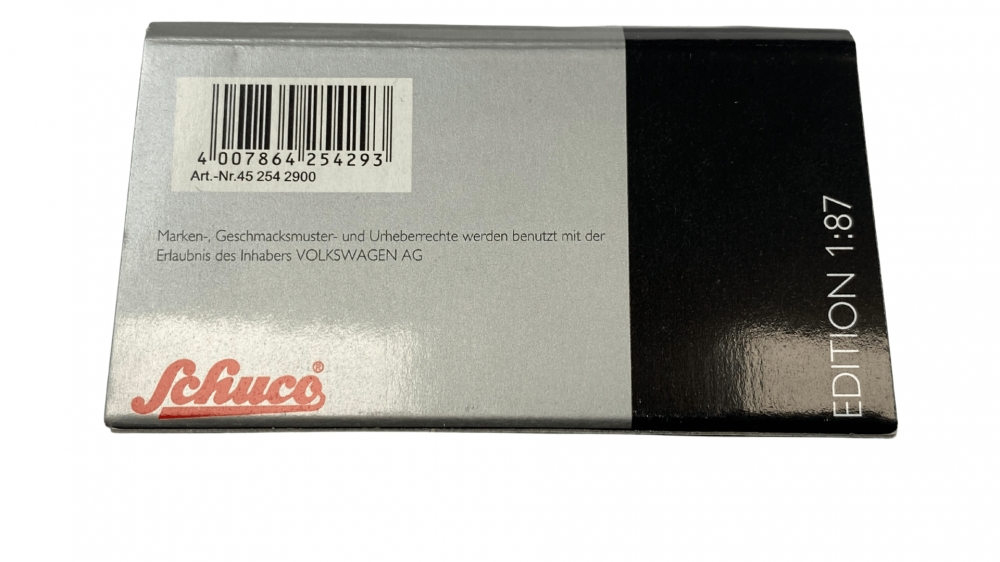 4 007864 254293
Art.-Nr.45 254 2900
Marken-, Geschmacksmuster- und Urheberrechte werden benutzt mit der
Erlaubnis des Inhabers VOLKSWAGEN AG
Schuco®
EDITION 1:87